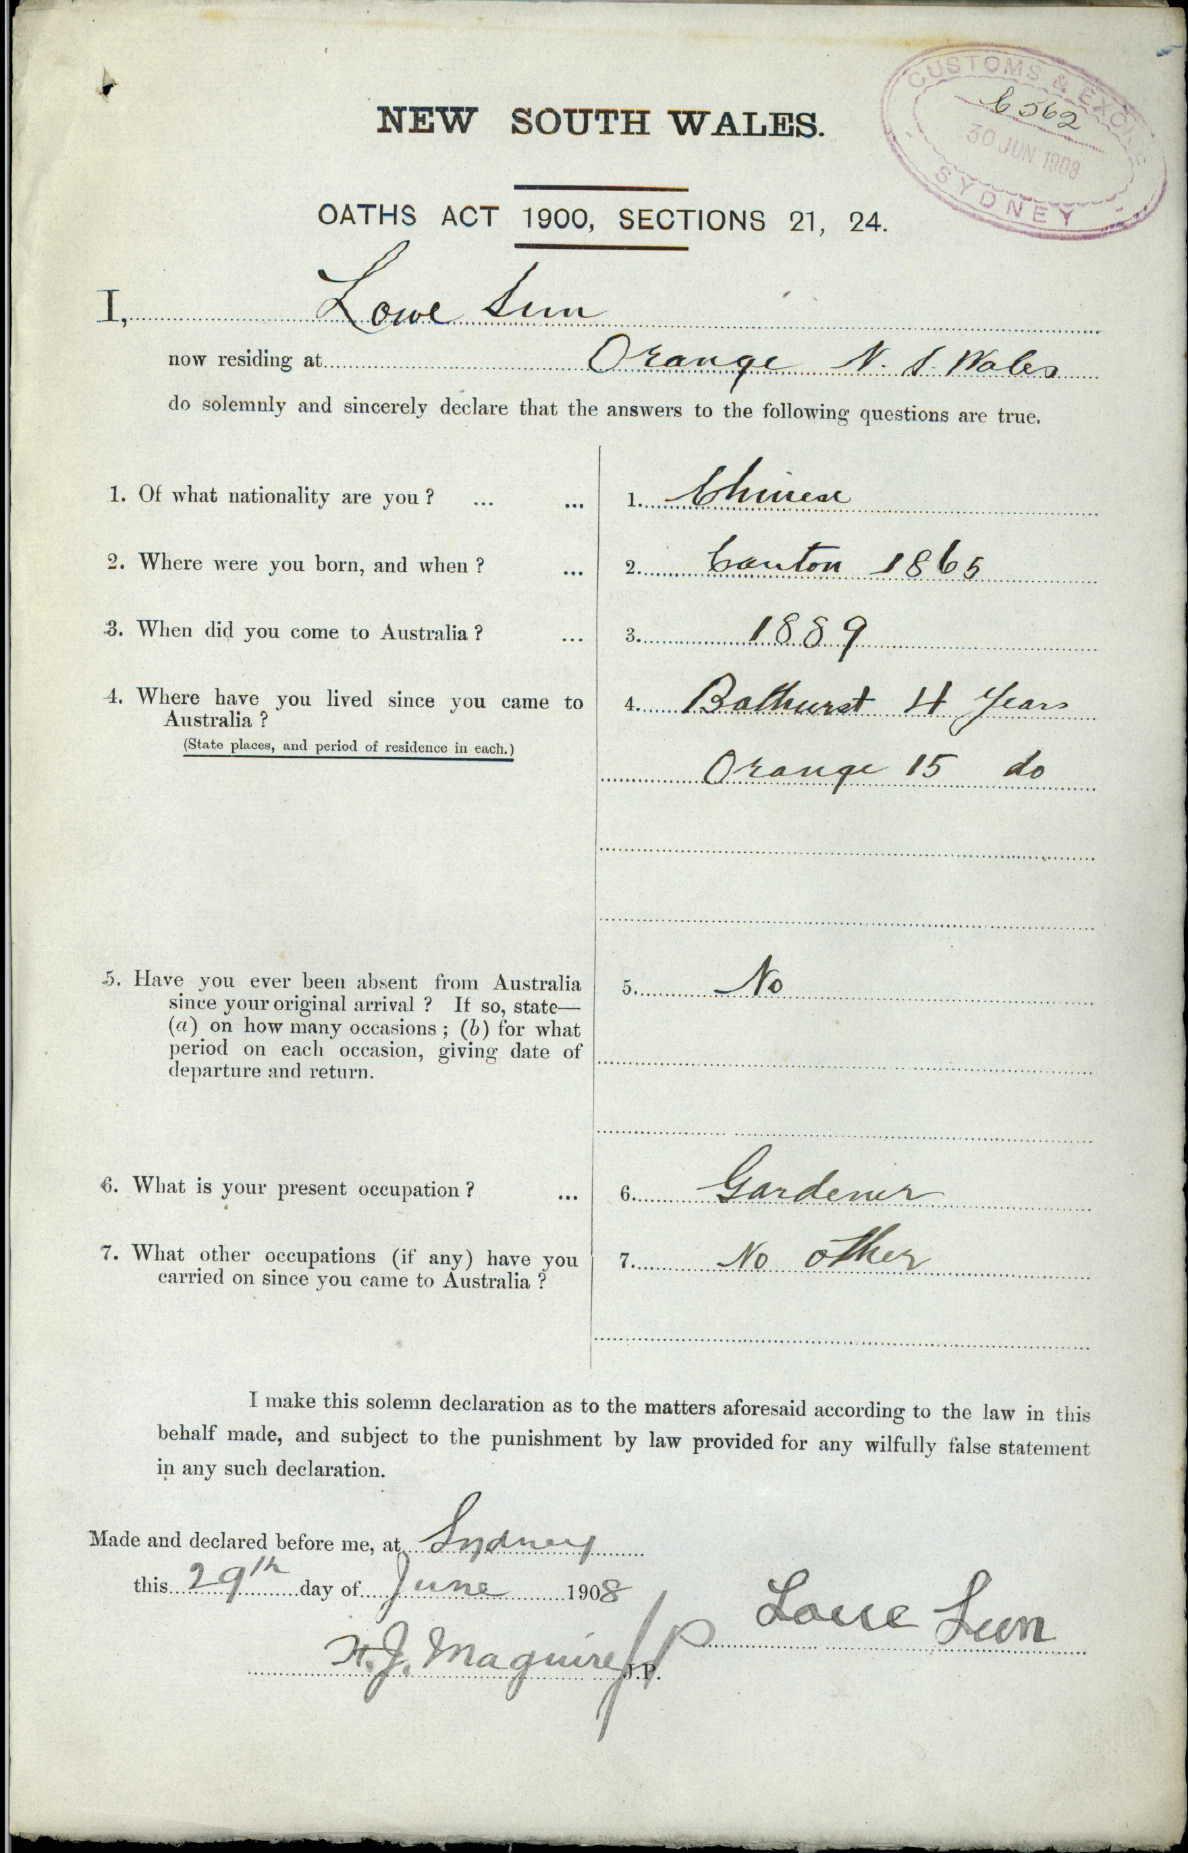 CUSTOMS & EXCISE
C562
30 JUN 1908
SYDNEY
NEW SOUTH WALES.
OATHS ACT 1900, SECTIONS 21, 24.
I, Lowe Sun
now residing at Orange N. S. Wales
do solemnly and sincerely declare that the answers to the following questions are true.
1. Of what nationality are you? ... ... 1. Chinese
2. Where were you born, and when? ... 2. Canton 1865
3. When did you come to Australia? ... 3. 1889
4. Where have you lived since you came to 4. Bathurst 4 Years
Australia?
(State places, and period of residence in each.)
Orange 15 do
5. Have you ever been absent from Australia 5. No
since your original arrival? If so, state—
(a) on how many occasions; (b) for what
period on each occasion, giving date of
departure and return.
6. What is your present occupation? ... 6. Gardener
7. What other occupations (if any) have you 7. No other
carried on since you came to Australia?
I make this solemn declaration as to the matters aforesaid according to the law in this
behalf made, and subject to the punishment by law provided for any wilfully false statement
in any such declaration.
Made and declared before me, at Sydney
this 29th day of June 1908
Lowe Sun
H. J. Maguire JP
J.P.